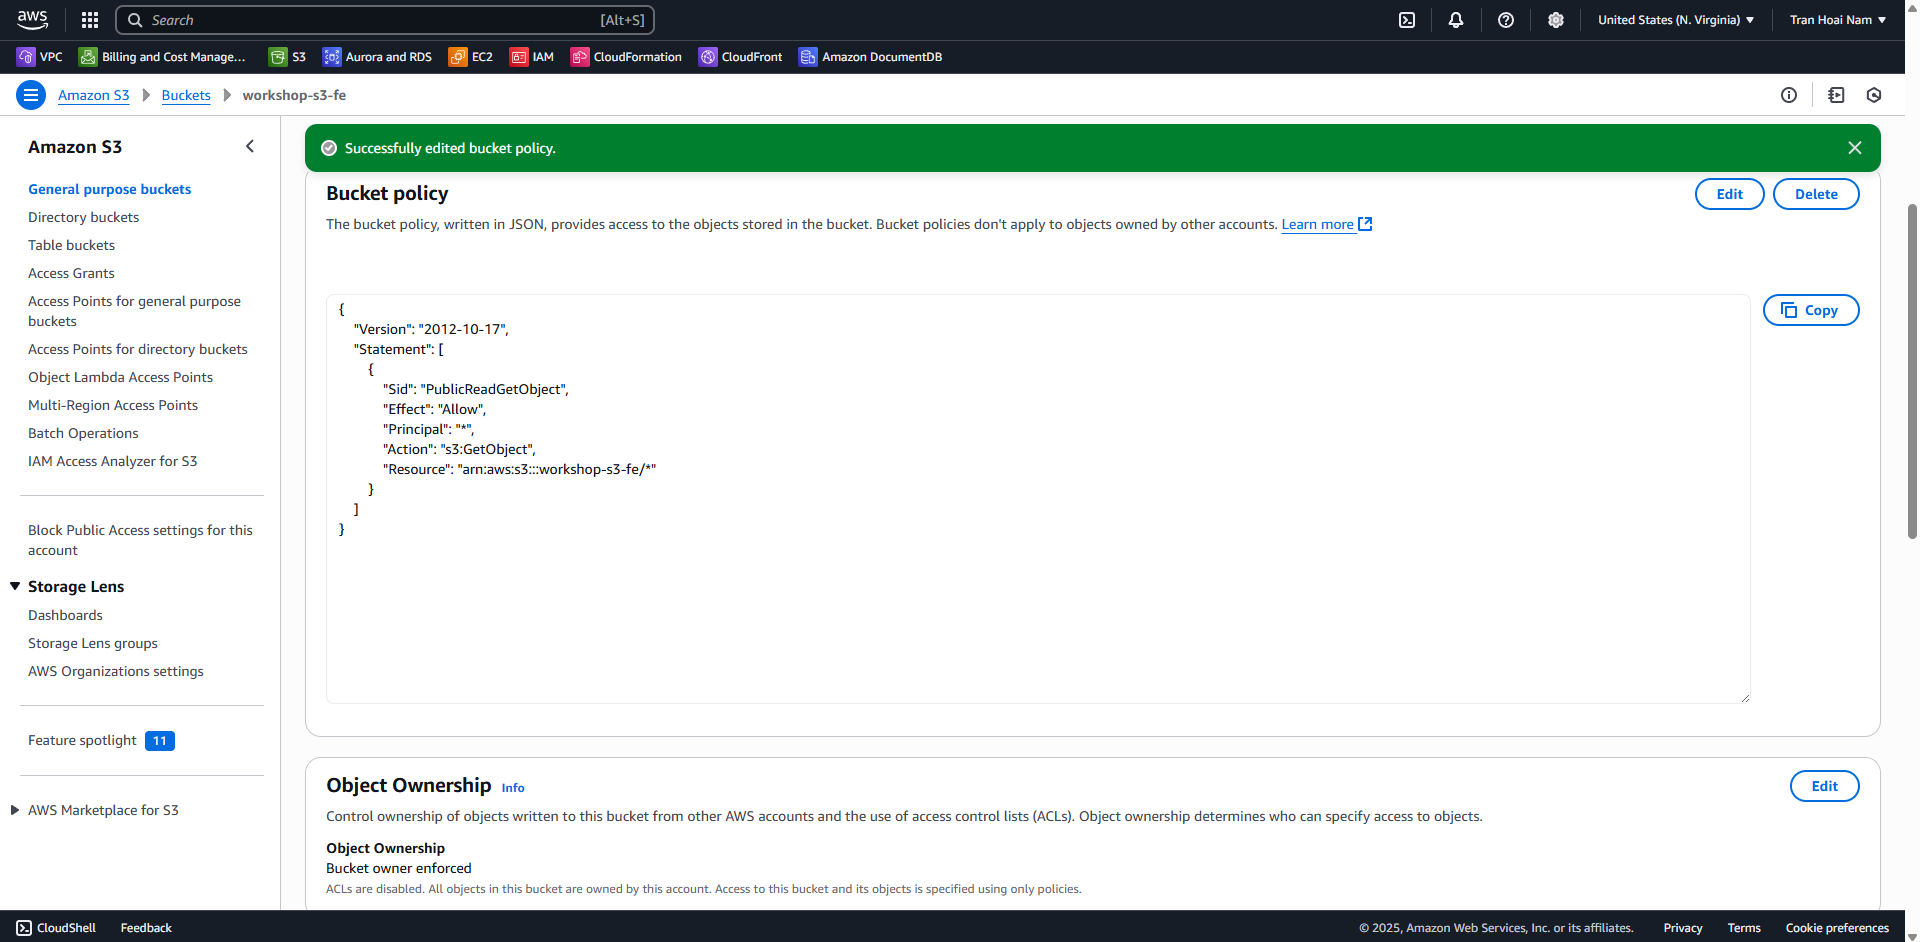 aws
Search [Alt+S]
United States (N. Virginia)
Tran Hoai Nam
VPC
Billing and Cost Manage...
S3
Aurora and RDS
EC2
IAM
CloudFormation
CloudFront
Amazon DocumentDB
Amazon S3
Buckets
workshop-s3-fe
Amazon S3
General purpose buckets
Directory buckets
Table buckets
Access Grants
Access Points for general purpose
buckets
Access Points for directory buckets
Object Lambda Access Points
Multi-Region Access Points
Batch Operations
IAM Access Analyzer for S3
Block Public Access settings for this
account
Storage Lens
Dashboards
Storage Lens groups
AWS Organizations settings
Feature spotlight 11
AWS Marketplace for S3
Successfully edited bucket policy.
Bucket policy
Edit
Delete
The bucket policy, written in JSON, provides access to the objects stored in the bucket. Bucket policies don't apply to objects owned by other accounts. Learn more
Copy
{
"Version": "2012-10-17",
"Statement": [
{
"Sid": "PublicReadGetObject",
"Effect": "Allow",
"Principal": "*",
"Action": "s3:GetObject",
"Resource": "arn:aws:s3:::workshop-s3-fe/*"
}
]
}
Object Ownership Info
Edit
Control ownership of objects written to this bucket from other AWS accounts and the use of access control lists (ACLs). Object ownership determines who can specify access to objects.
Object Ownership
Bucket owner enforced
ACLs are disabled. All objects in this bucket are owned by this account. Access to this bucket and its objects is specified using only policies.
CloudShell
Feedback
© 2025, Amazon Web Services, Inc. or its affiliates.
Privacy
Terms
Cookie preferences